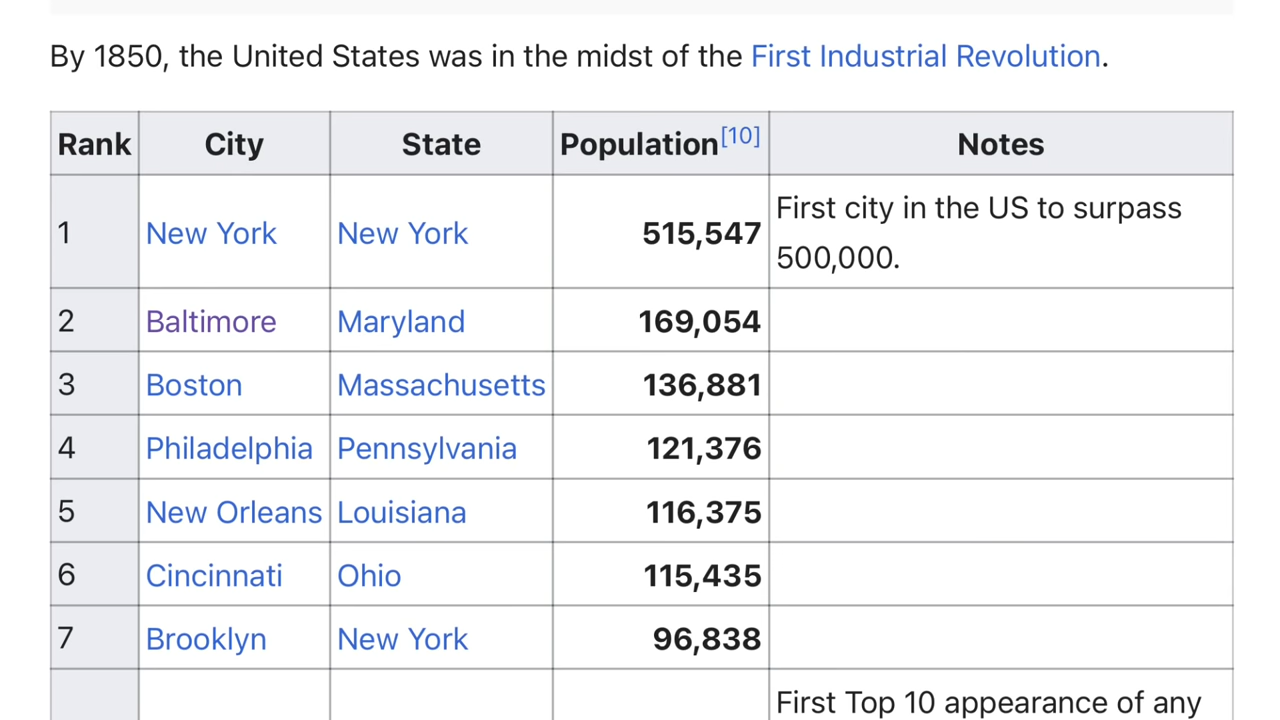 By 1850, the United States was in the midst of the First Industrial Revolution.
Rank City State Population[10] Notes
1 New York New York 515,547 First city in the US to surpass
500,000.
2 Baltimore Maryland 169,054
3 Boston Massachusetts 136,881
4 Philadelphia Pennsylvania 121,376
5 New Orleans Louisiana 116,375
6 Cincinnati Ohio 115,435
7 Brooklyn New York 96,838
First Top 10 appearance of any